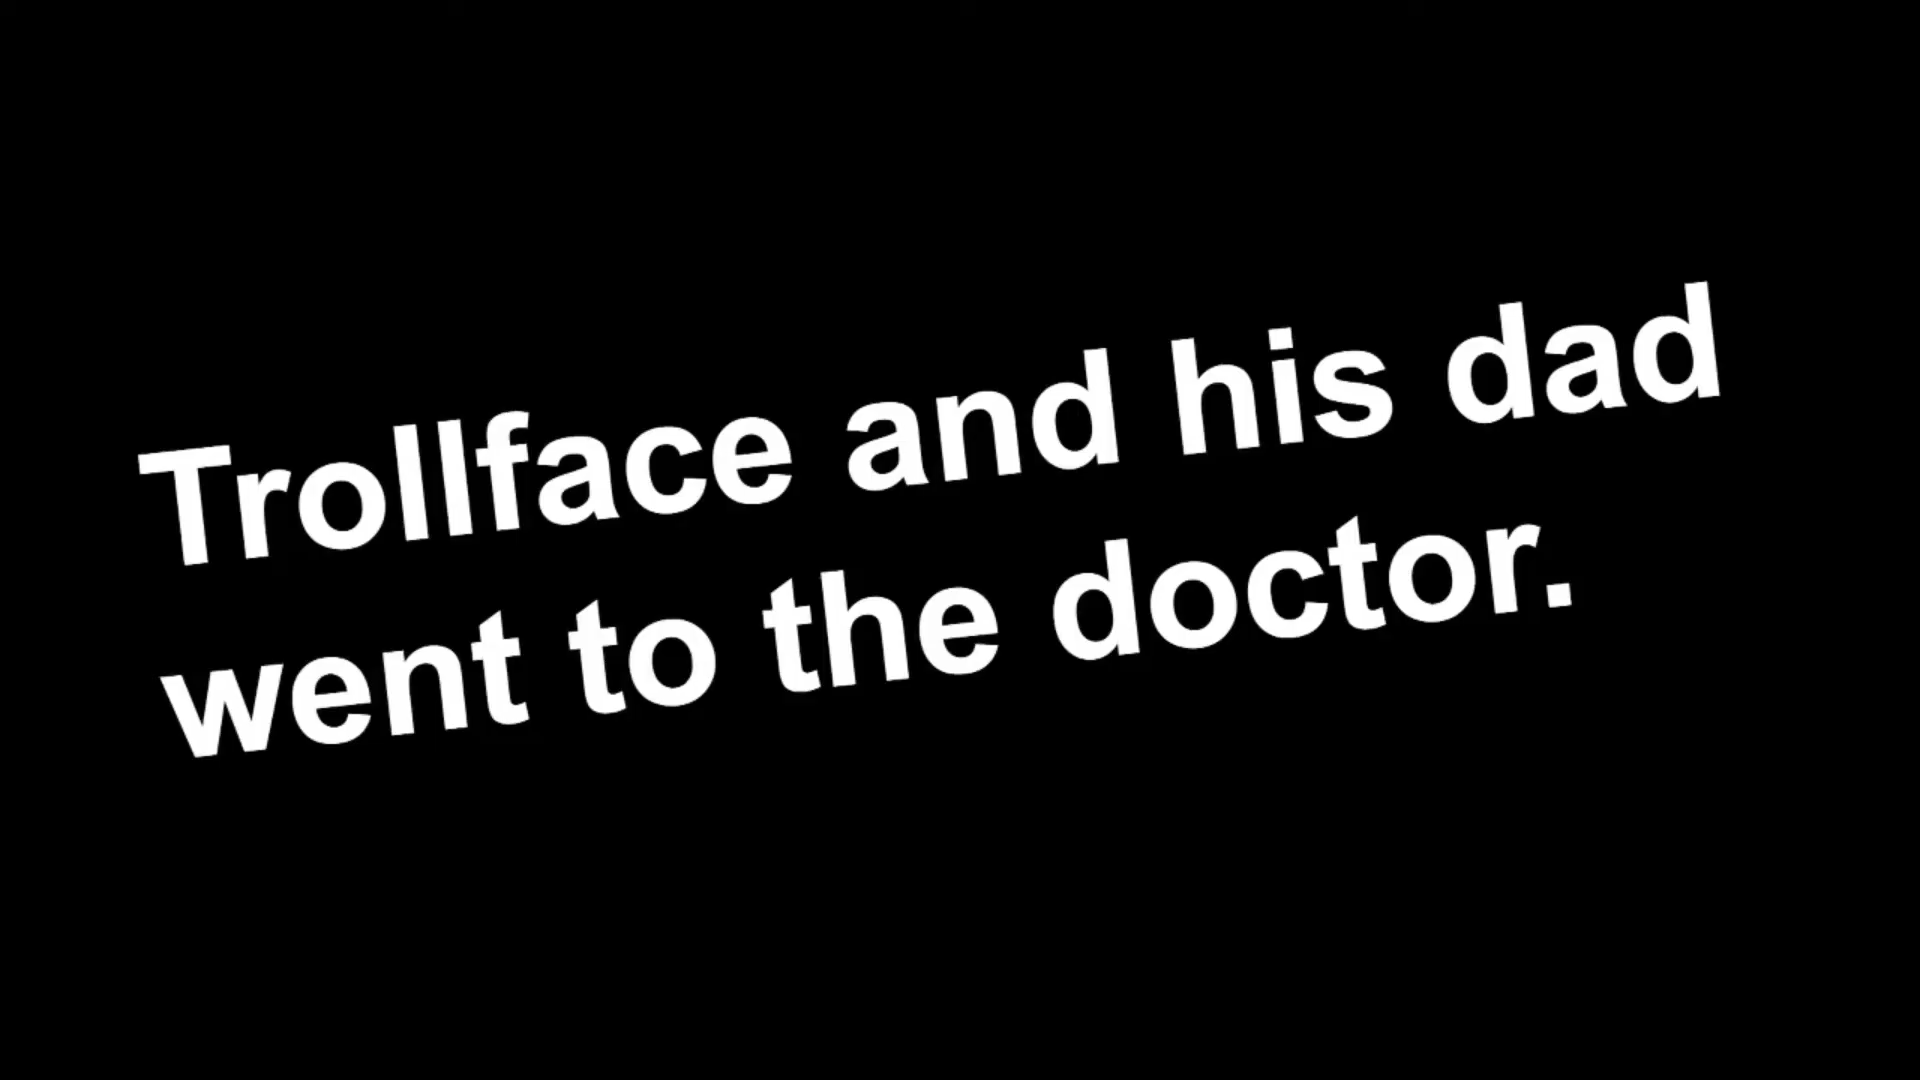 Trollface and his dad
went to the doctor.